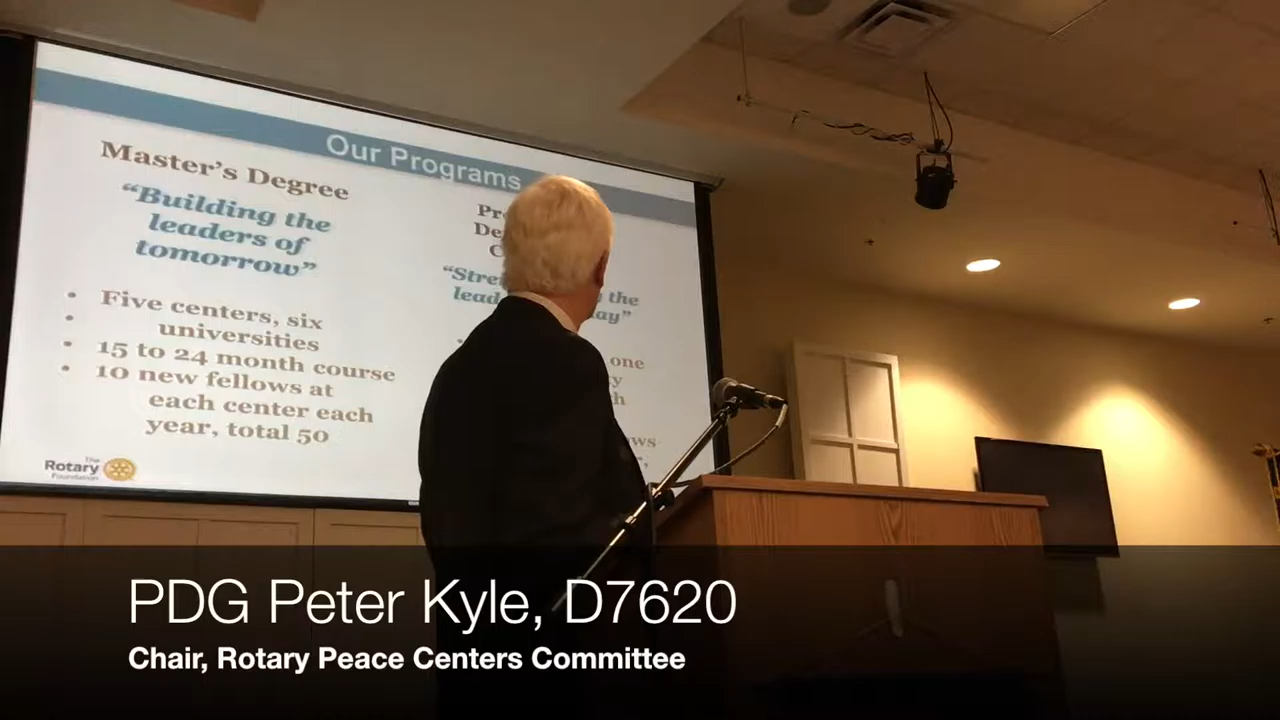 Our Programs
Master's Degree
“Building the
leaders of
tomorrow”
• Five centers, six
• universities
• 15 to 24 month course
• 10 new fellows at
each center each
year, total 50
“
the
”
one
The
Rotary
Foundation
PDG Peter Kyle, D7620
Chair, Rotary Peace Centers Committee